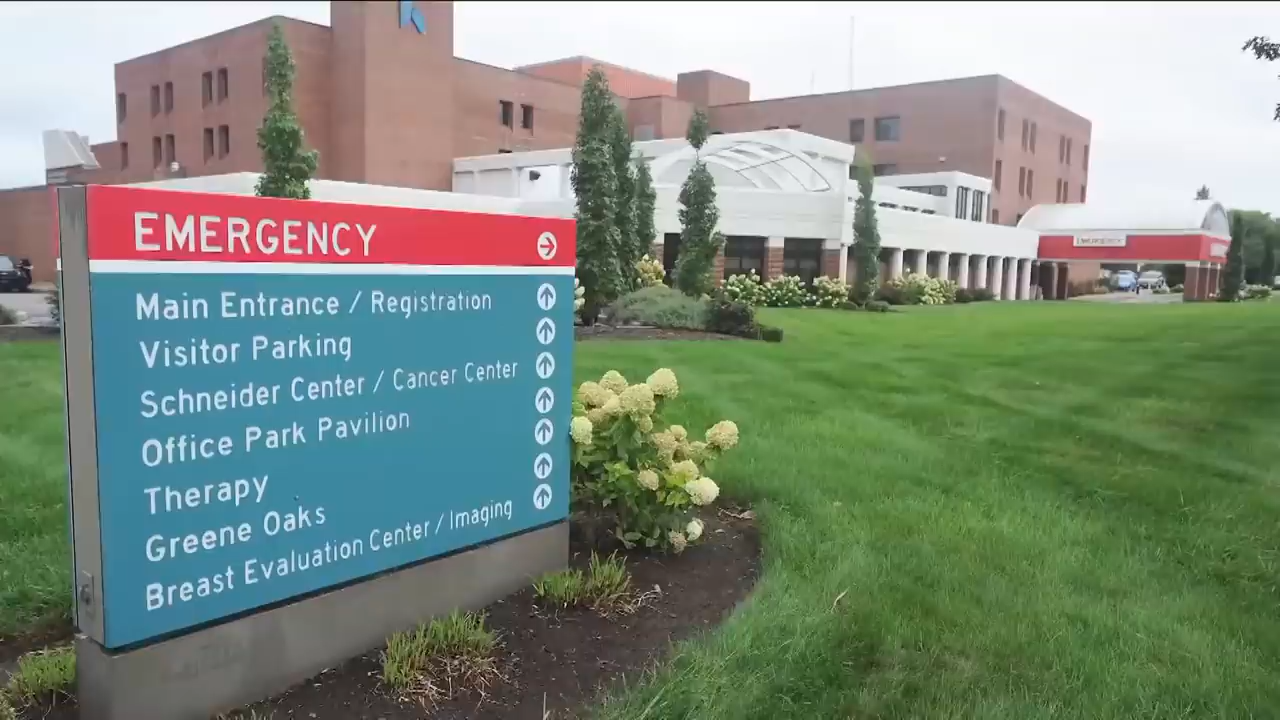 EMERGENCY
Main Entrance / Registration
Visitor Parking
Schneider Center / Cancer Center
Office Park Pavilion
Therapy
Greene Oaks
Breast Evaluation Center / Imaging
EMERGENCY